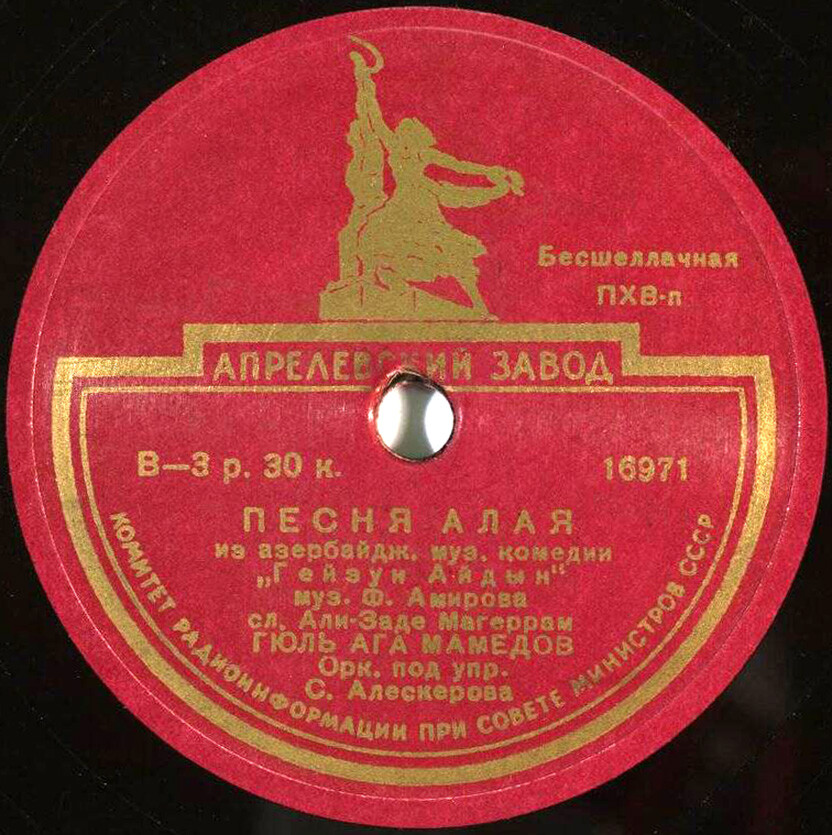 Бесшеллачная
ПХВ-п
АПРЕЛЕВСКИЙ ЗАВОД
В—3 р. 30 к.
16971
ПЕСНЯ АЛАЯ
из азербайдж. муз. комедии
„Гейзун Айдын“
муз. Ф. Амирова
сл. Али-Заде Магеррам
ГЮЛЬ АГА МАМЕДОВ
Орк. под упр.
С. Алескерова
КОМИТЕТ РАДИОИНФОРМАЦИИ ПРИ СОВЕТЕ МИНИСТРОВ СССР